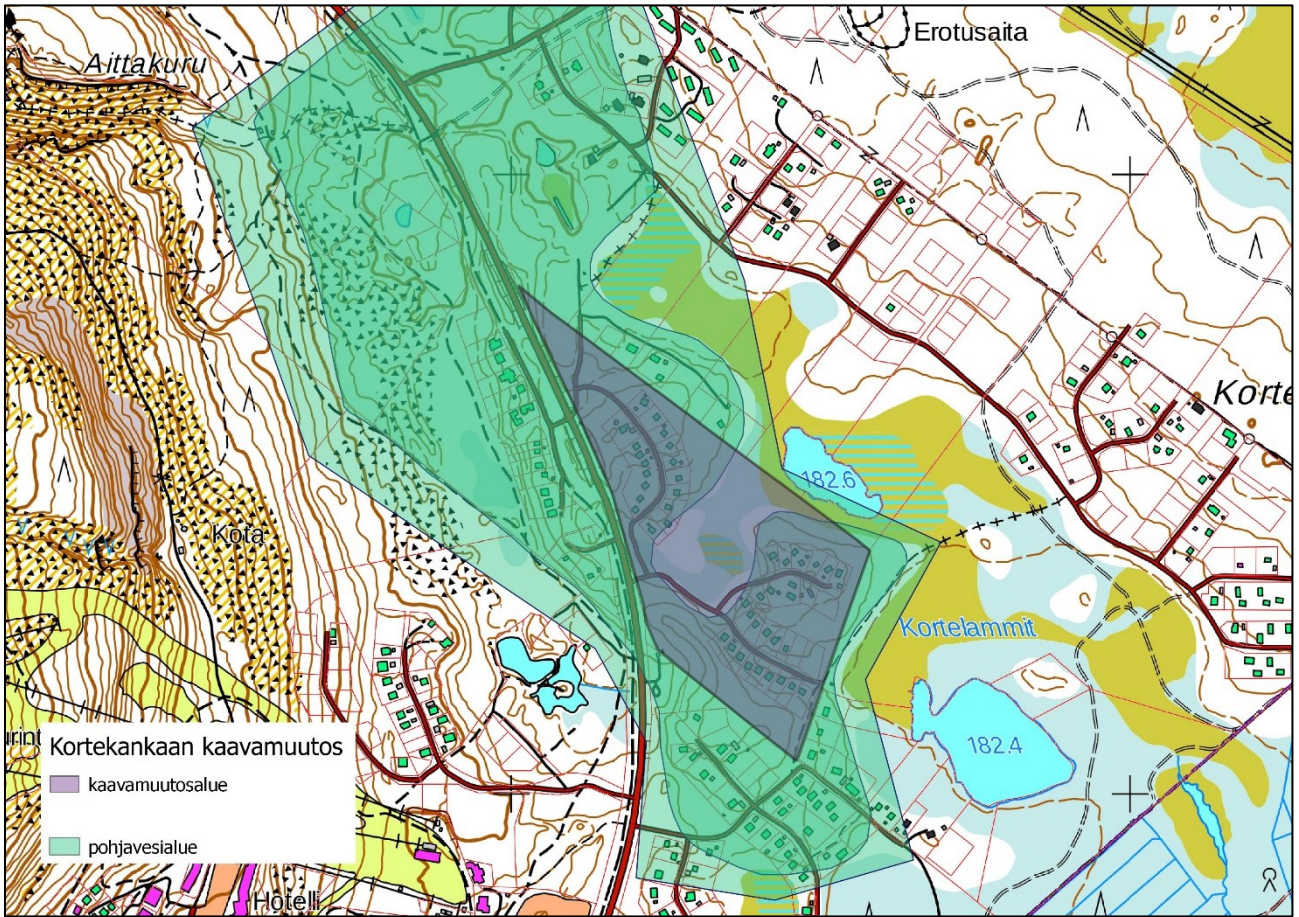 Aittakuru
Erotusaita
Z
Z
Korte
182.6
Kota
Kortelammit
182.4
Kortekankaan kaavamuutos
kaavamuutosalue
pohjavesialue
Hotelli